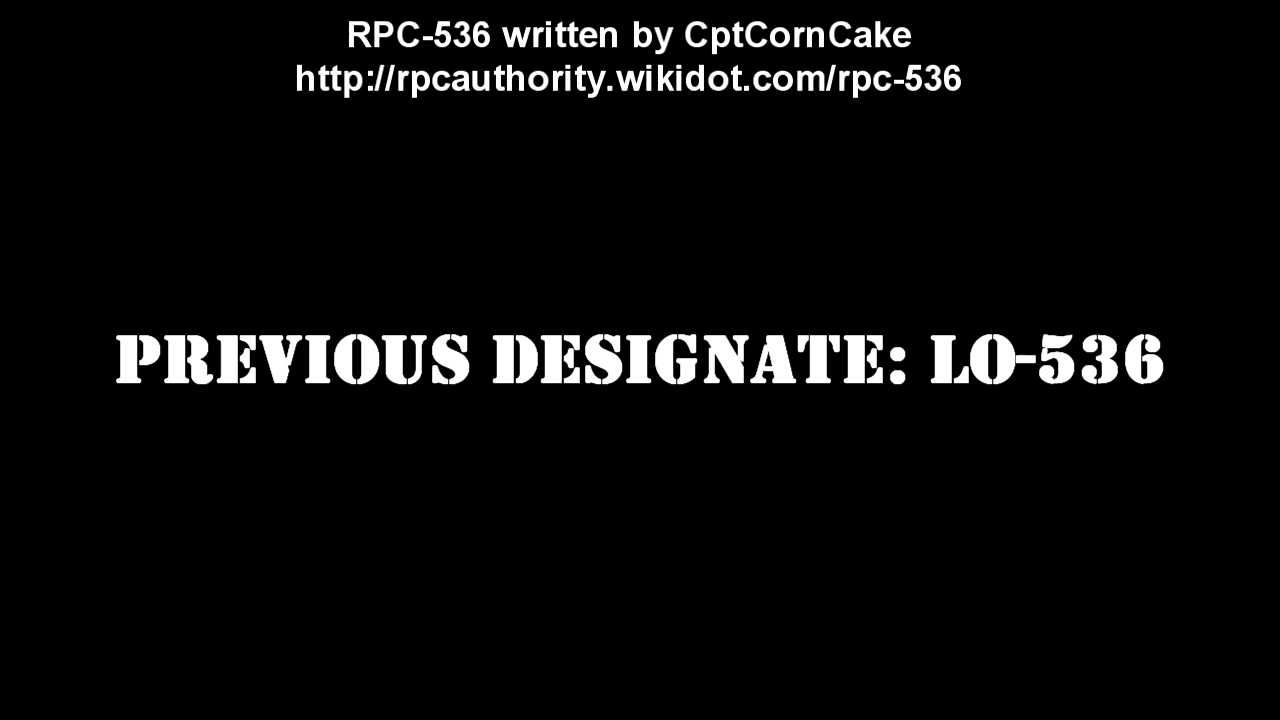 RPC-536 written by CptCornCake
http://rpcauthority.wikidot.com/rpc-536
PREVIOUS DESIGNATE: LO-536